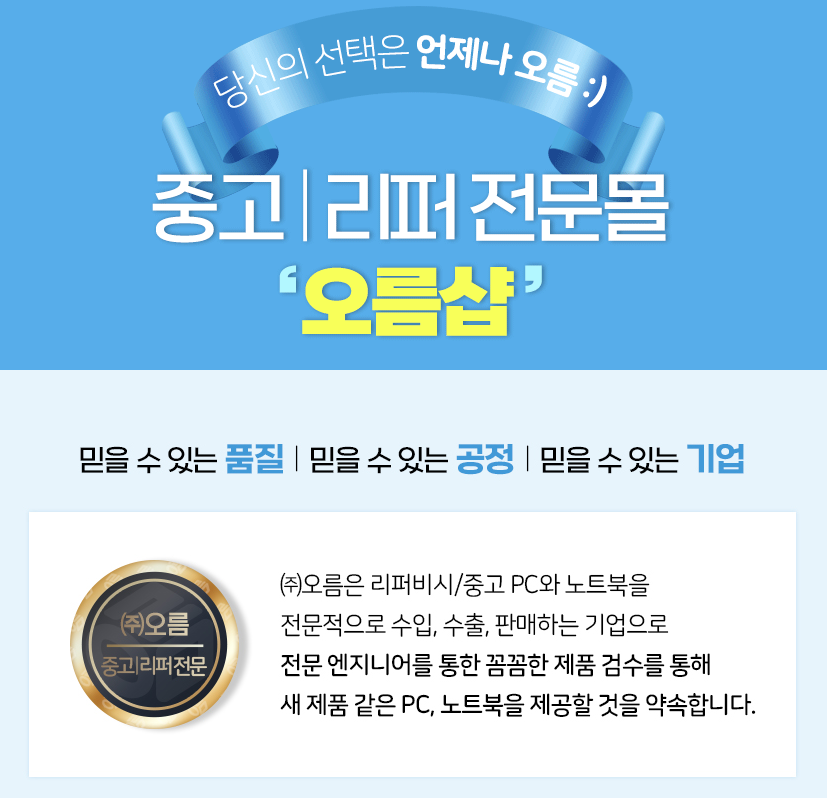 당신의 선택은 언제나 오름 :)
중고|리퍼 전문몰
‘오름샵’
믿을 수 있는 품질 | 믿을 수 있는 공정 | 믿을 수 있는 기업
㈜오름
중고|리퍼 전문
㈜오름은 리퍼비시/중고 PC와 노트북을
전문적으로 수입, 수출, 판매하는 기업으로
전문 엔지니어를 통한 꼼꼼한 제품 검수를 통해
새 제품 같은 PC, 노트북을 제공할 것을 약속합니다.